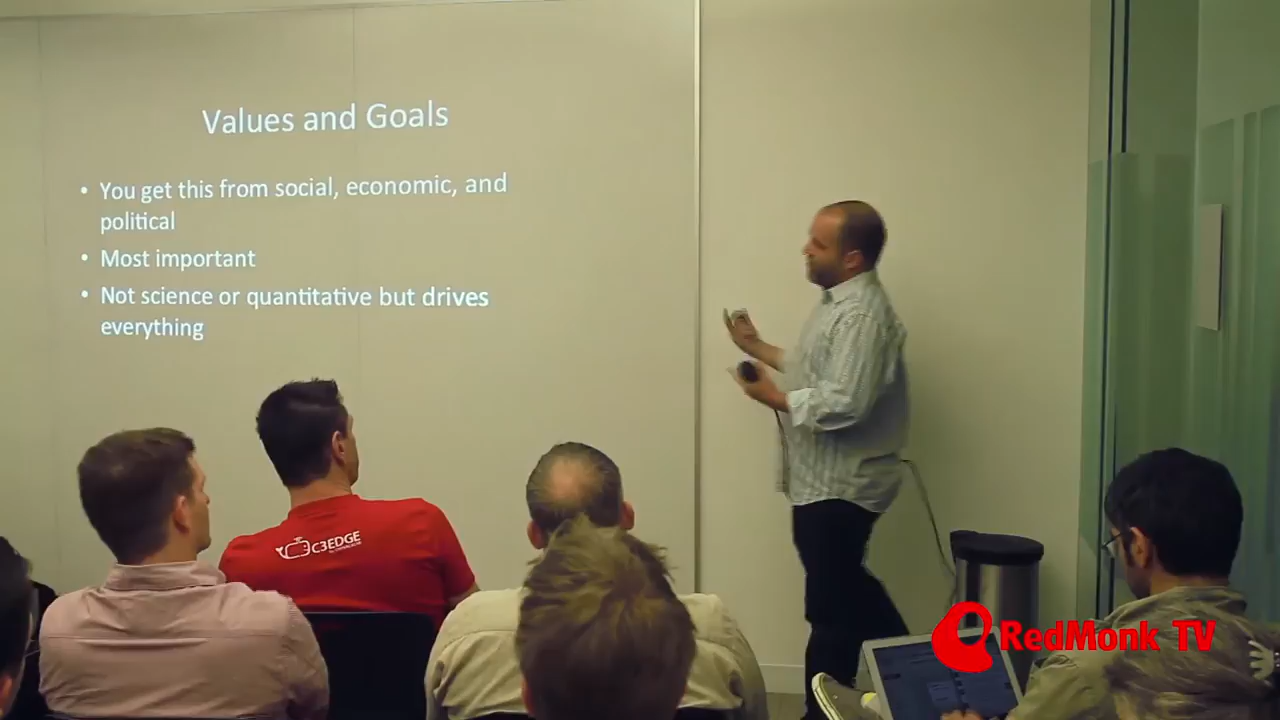 Values and Goals
• You get this from social, economic, and
political
• Most important
• Not science or quantitative but drives
everything
C3EDGE
RedMonk TV